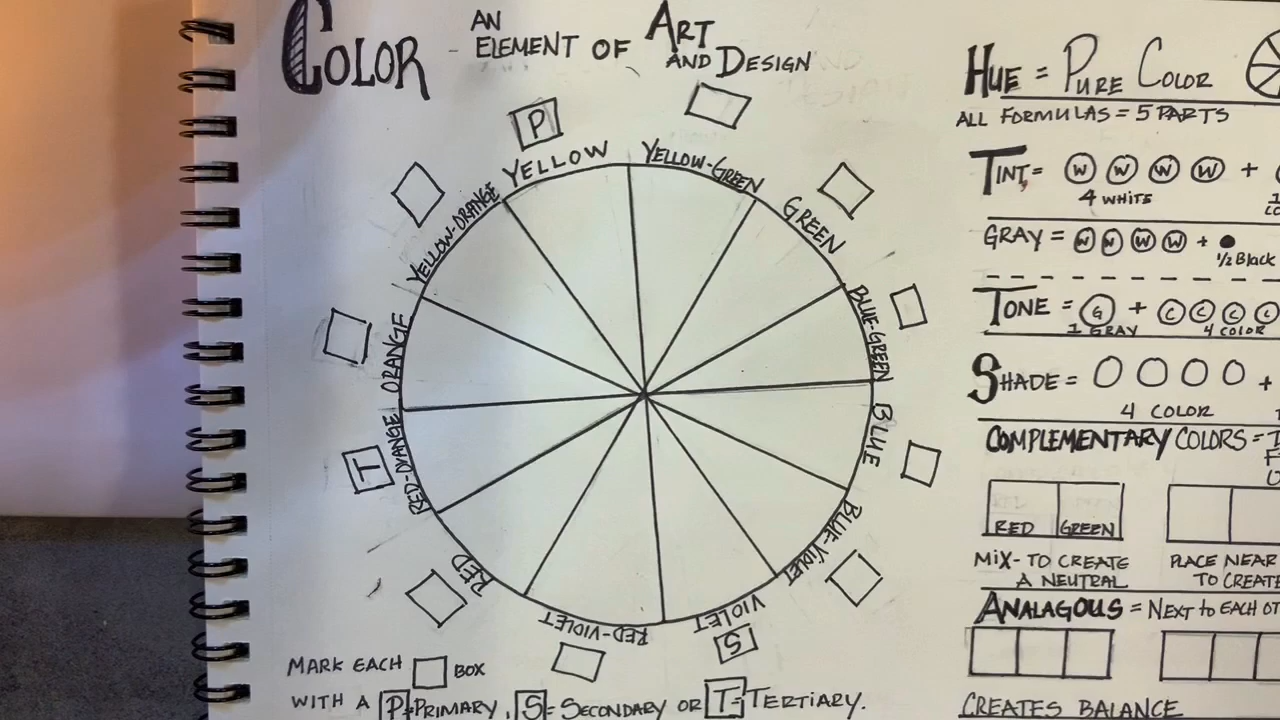 COLOR - AN ELEMENT OF ART AND DESIGN
P
YELLOW
YELLOW-GREEN
GREEN
BLUE-GREEN
BLUE
BLUE-VIOLET
VIOLET
S
RED-VIOLET
RED
RED-ORANGE
T
ORANGE
YELLOW-ORANGE
MARK EACH BOX
WITH A P=PRIMARY, S=SECONDARY OR T=TERTIARY.
HUE = PURE COLOR
ALL FORMULAS = 5 PARTS
TINT= W W W W +
4 WHITE
GRAY = W W W W +
1/2 Black
TONE = G + C C C C
1 GRAY 4 COLOR
SHADE = O O O O +
4 COLOR
COMPLEMENTARY COLORS =
RED GREEN
MIX- TO CREATE
A NEUTRAL
PLACE NEAR
TO CREATE
ANALAGOUS = NEXT to EACH OT
CREATES BALANCE